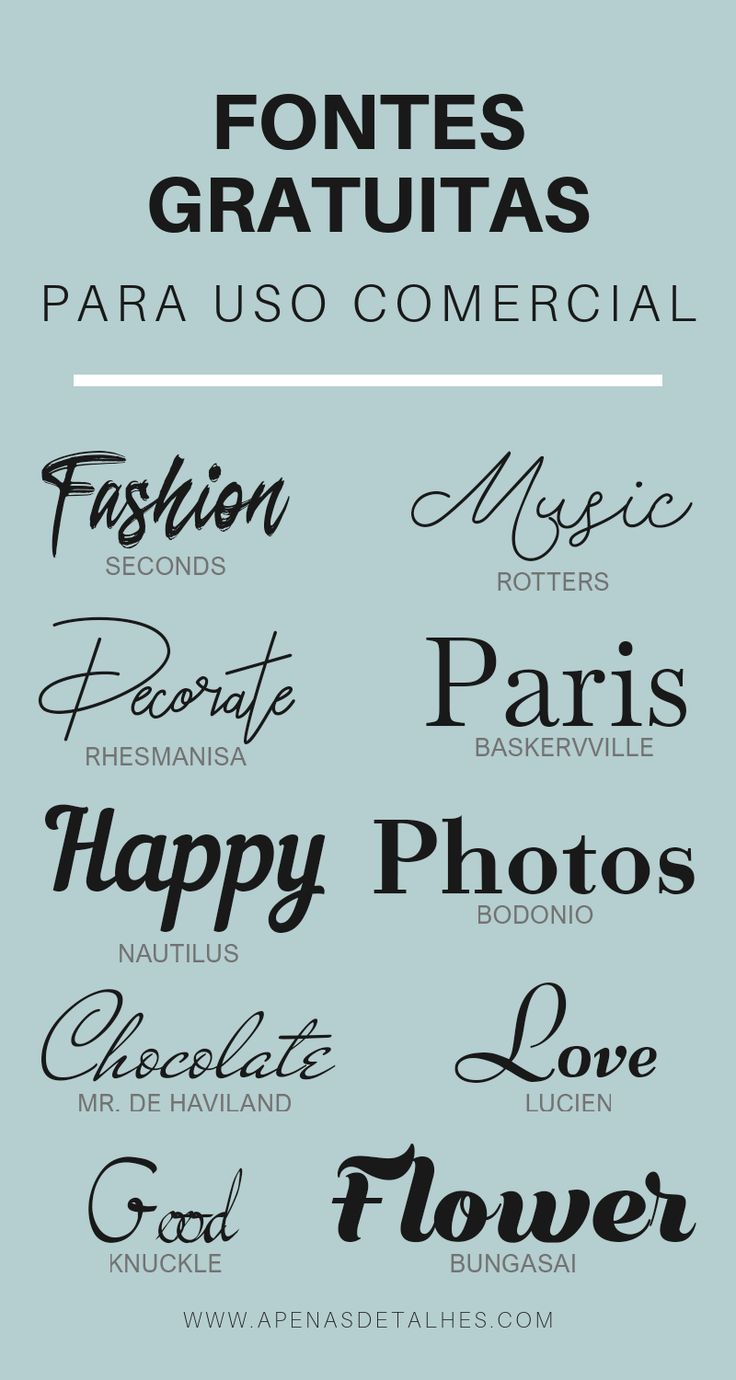 FONTES
GRATUITAS
PARA USO COMERCIAL
Fashion
SECONDS
Music
ROTTERS
Decorate
RHESMANISA
Paris
BASKERVVILLE
Happy
NAUTILUS
Photos
BODONIO
Chocolate
MR. DE HAVILAND
Love
LUCIEN
Good
KNUCKLE
Flower
BUNGASAI
WWW.APENASDETALHES.COM